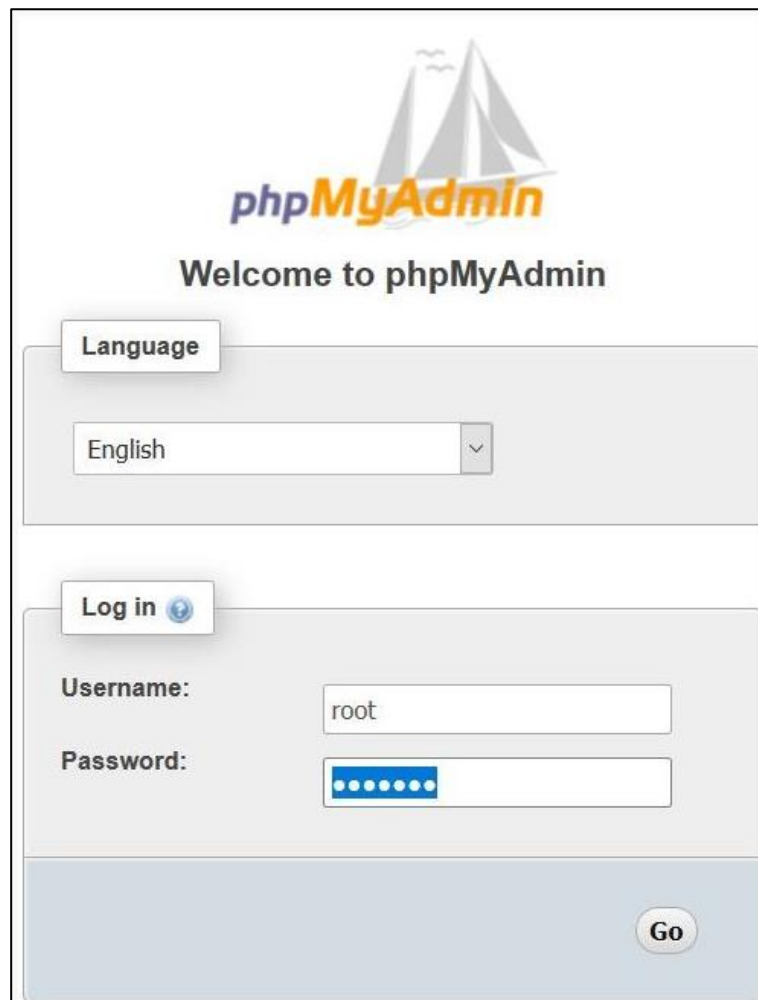 phpMyAdmin
Welcome to phpMyAdmin
Language
English
Log in
Username:
root
Password:
•••••••
Go